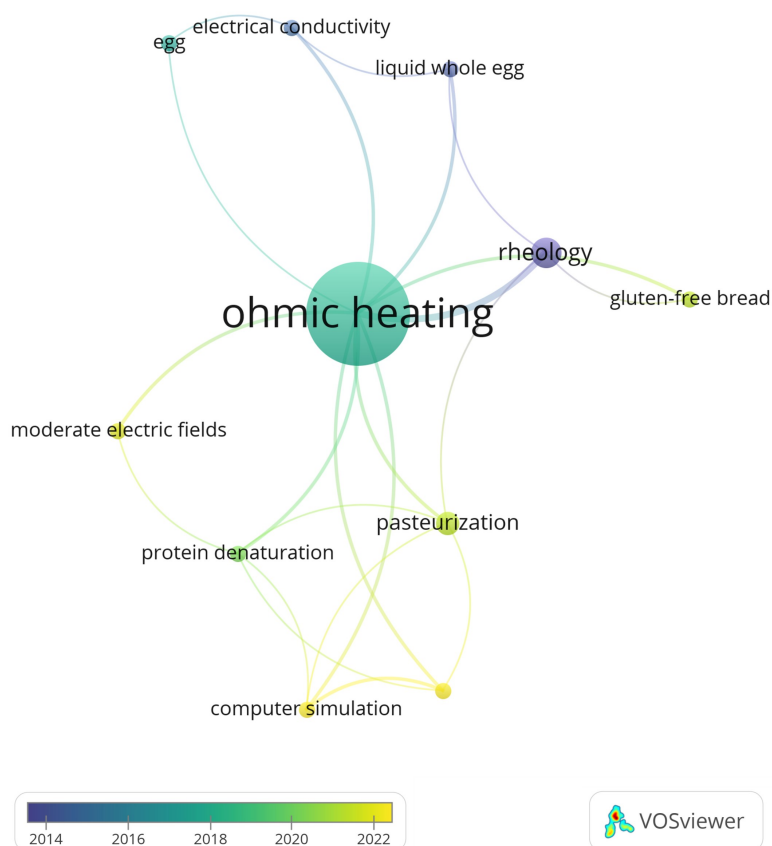 electrical conductivity
egg
liquid whole egg
rheology
gluten-free bread
ohmic heating
moderate electric fields
pasteurization
protein denaturation
computer simulation
2014 2016 2018 2020 2022
VOSviewer